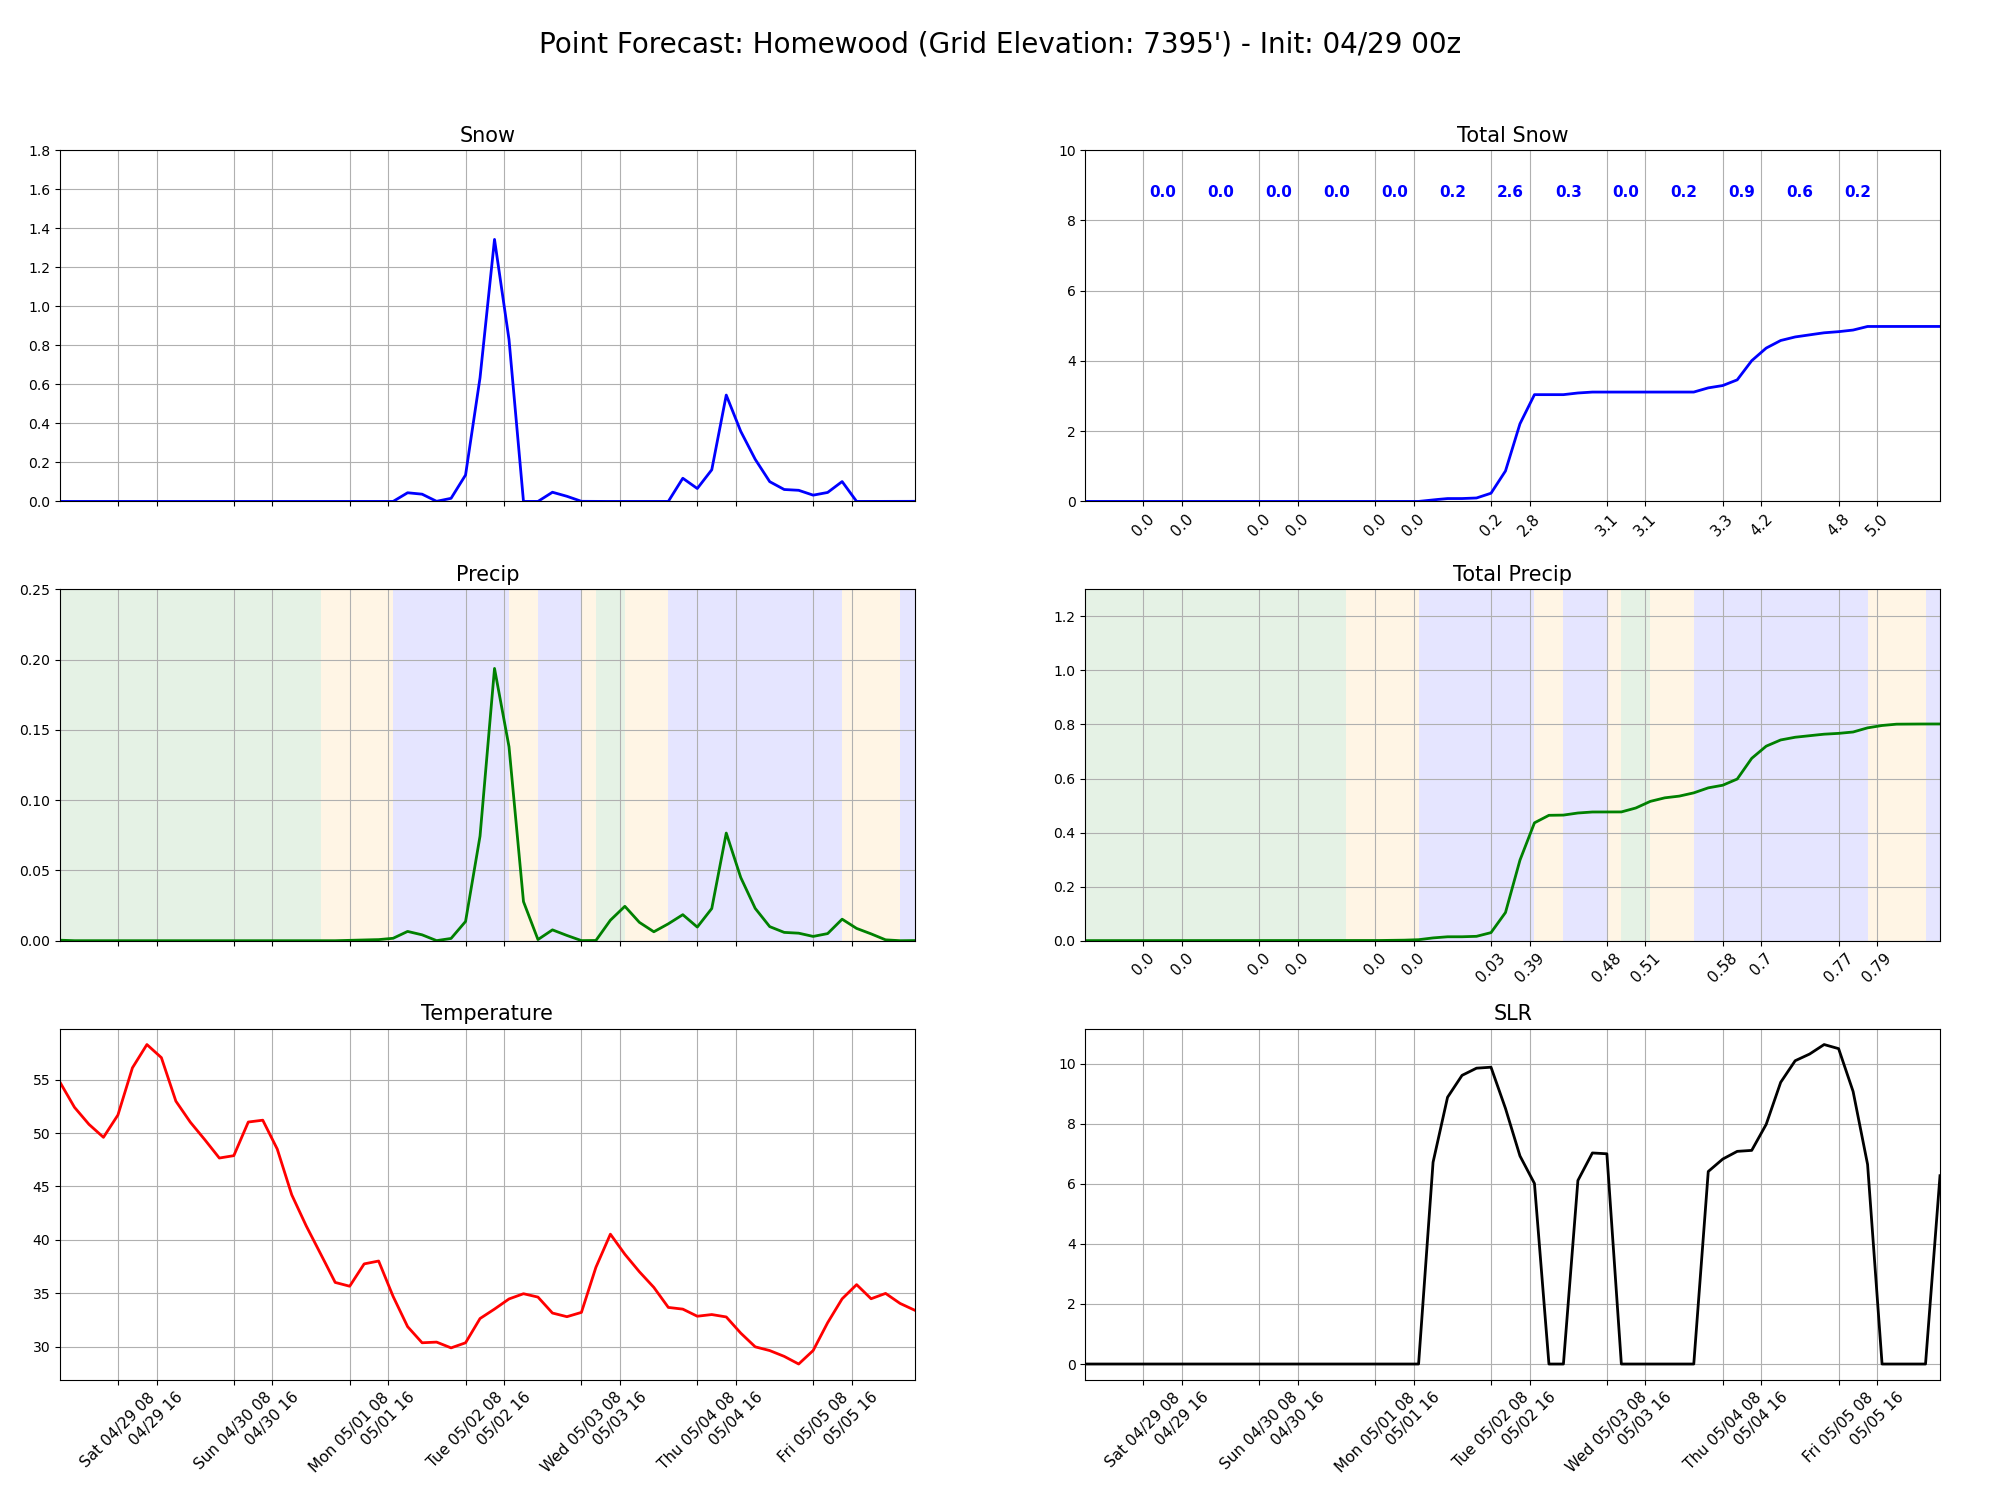 Point Forecast: Homewood (Grid Elevation: 7395') - Init: 04/29 00z
Snow
1.8
1.6
1.4
1.2
1.0
0.8
0.6
0.4
0.2
0.0
Total Snow
10
8
6
4
2
0
0.0 0.0 0.0 0.0 0.0 0.2 2.6 0.3 0.0 0.2 0.9 0.6 0.2
0.0 0.0 0.0 0.0 0.0 0.0 0.2 2.8 3.1 3.1 3.3 4.2 4.8 5.0
Precip
0.25
0.20
0.15
0.10
0.05
0.00
Total Precip
1.2
1.0
0.8
0.6
0.4
0.2
0.0
0.0 0.0 0.0 0.0 0.0 0.0 0.03 0.39 0.48 0.51 0.58 0.7 0.77 0.79
Temperature
55
50
45
40
35
30
Sat 04/29 08
04/29 16
Sun 04/30 08
04/30 16
Mon 05/01 08
05/01 16
Tue 05/02 08
05/02 16
Wed 05/03 08
05/03 16
Thu 05/04 08
05/04 16
Fri 05/05 08
05/05 16
SLR
10
8
6
4
2
0
Sat 04/29 08
04/29 16
Sun 04/30 08
04/30 16
Mon 05/01 08
05/01 16
Tue 05/02 08
05/02 16
Wed 05/03 08
05/03 16
Thu 05/04 08
05/04 16
Fri 05/05 08
05/05 16